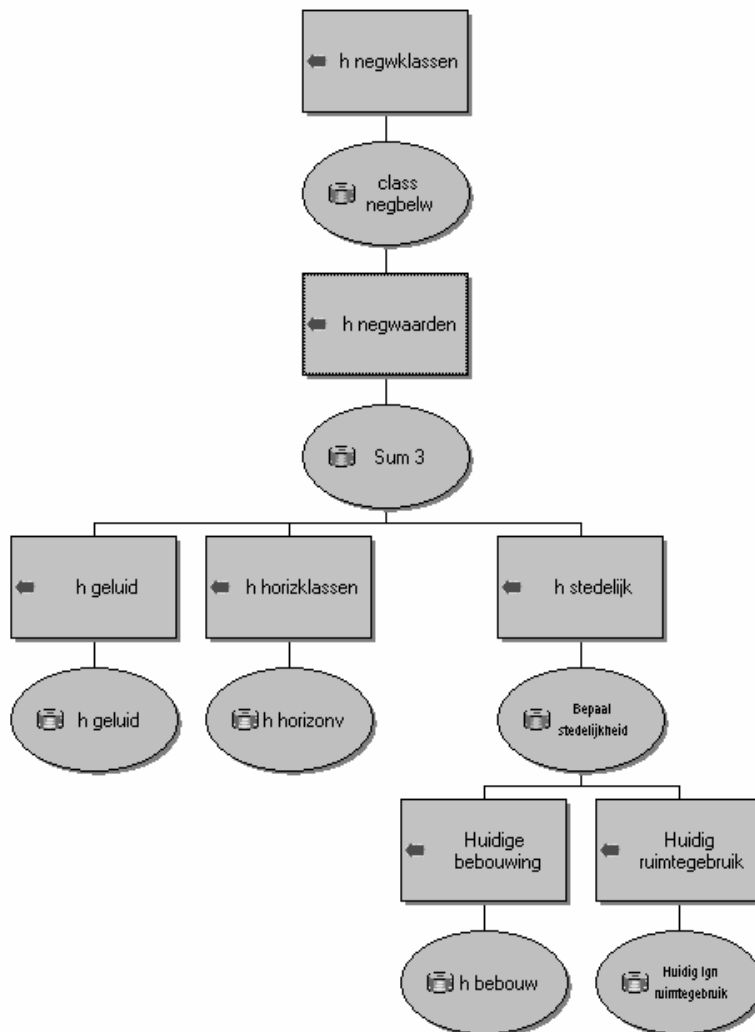 h negwklassen
class
negbelw
h negwaarden
Sum 3
h geluid
h horizklassen
h stedelijk
h geluid
h horizonv
Bepaal
stedelijkheid
Huidige
bebouwing
Huidig
ruimtegebruik
h bebouw
Huidig lgn
ruimtegebruik